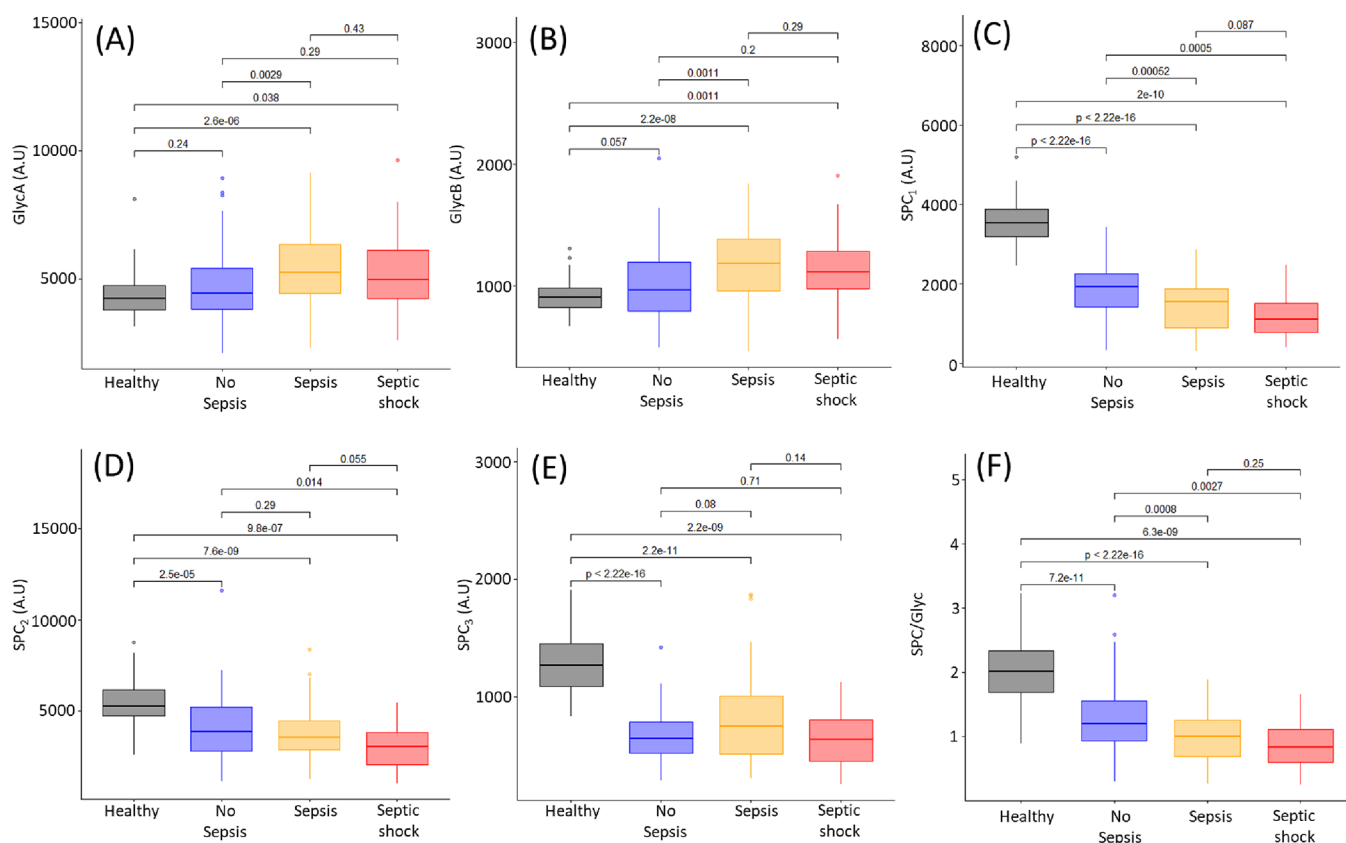 (A)
GlycA (A.U)
15000
10000
5000
0.43
0.29
0.0029
0.038
2.6e-06
0.24
Healthy
No
Sepsis
Sepsis
Septic
shock
(B)
GlycB (A.U)
3000
2000
1000
0.29
0.2
0.0011
0.0011
2.2e-08
0.057
Healthy
No
Sepsis
Sepsis
Septic
shock
(C)
SPC₁ (A.U)
8000
6000
4000
2000
0
0.087
0.0005
0.00052
2e-10
p < 2.22e-16
p < 2.22e-16
Healthy
No
Sepsis
Sepsis
Septic
shock
(D)
SPC₂ (A.U)
15000
10000
5000
0.055
0.014
0.29
9.8e-07
7.6e-09
2.5e-05
Healthy
No
Sepsis
Sepsis
Septic
shock
(E)
SPC₃ (A.U)
3000
2000
1000
0.14
0.71
0.08
2.2e-09
2.2e-11
p < 2.22e-16
Healthy
No
Sepsis
Sepsis
Septic
shock
(F)
SPC/Glyc
5
4
3
2
1
0.25
0.0027
0.0008
6.3e-09
p < 2.22e-16
7.2e-11
Healthy
No
Sepsis
Sepsis
Septic
shock